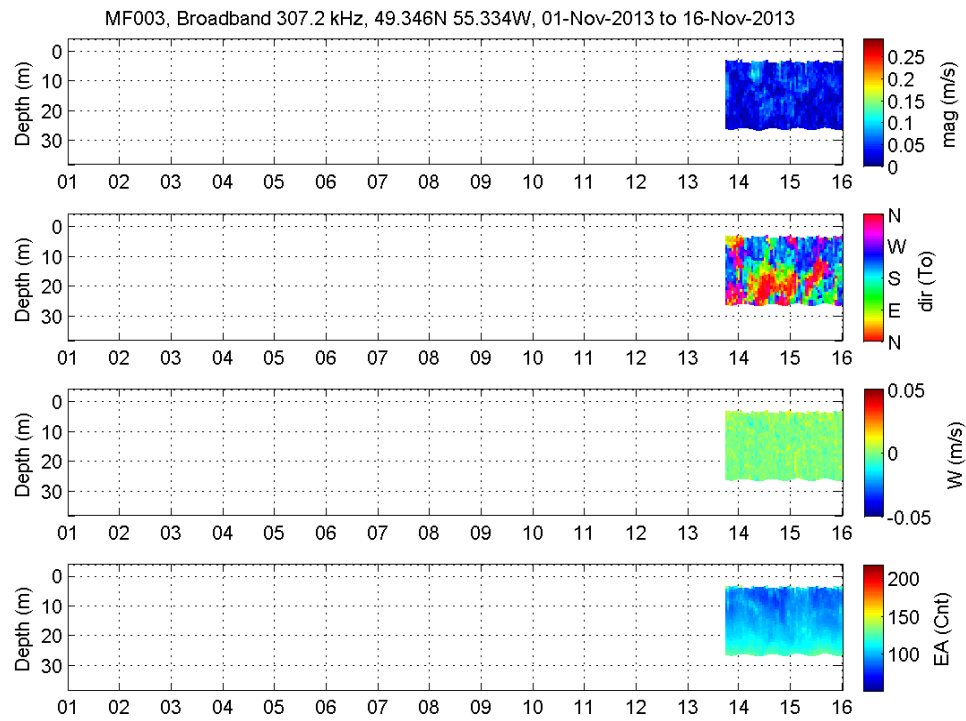 MF003, Broadband 307.2 kHz, 49.346N 55.334W, 01-Nov-2013 to 16-Nov-2013
Depth (m)
0
10
20
30
01 02 03 04 05 06 07 08 09 10 11 12 13 14 15 16
0.25
0.2
0.15
0.1
0.05
0
mag (m/s)
Depth (m)
0
10
20
30
01 02 03 04 05 06 07 08 09 10 11 12 13 14 15 16
N
W
S
E
N
dir (To)
Depth (m)
0
10
20
30
01 02 03 04 05 06 07 08 09 10 11 12 13 14 15 16
0.05
0
-0.05
W (m/s)
Depth (m)
0
10
20
30
01 02 03 04 05 06 07 08 09 10 11 12 13 14 15 16
200
150
100
EA (Cnt)